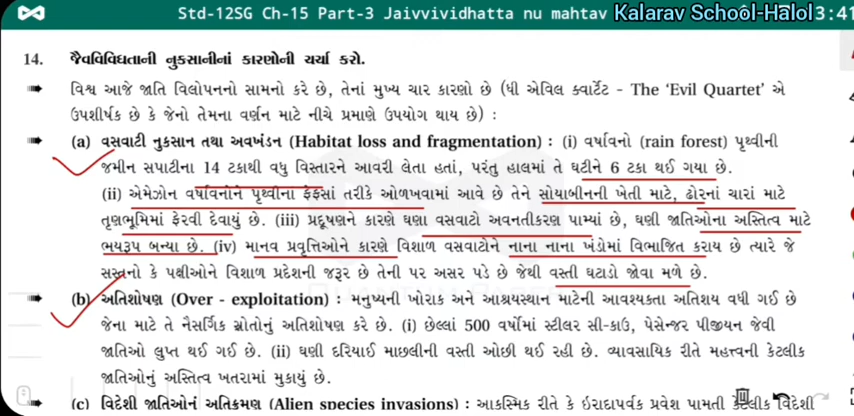 Std-12SG Ch-15 Part-3 Jaivvividhatta nu mahtav Kalarav School-Halol 3:41
14. જૈવવિવિધતાની નુકસાનીનાં કારણોની ચર્ચા કરો.
વિશ્વ આજે જાતિ વિલોપનનો સામનો કરે છે, તેનાં મુખ્ય ચાર કારણો છે (ધી એવિલ ક્વાર્ટેટ - The ‘Evil Quartet’ એ
ઉપશીર્ષક છે કે જેનો તેમના વર્ણન માટે નીચે પ્રમાણે ઉપયોગ થાય છે) :
(a) વસવાટી નુકસાન તથા અવખંડન (Habitat loss and fragmentation) : (i) વર્ષાવનો (rain forest) પૃથ્વીની
જમીન સપાટીના 14 ટકાથી વધુ વિસ્તારને આવરી લેતા હતાં, પરંતુ હાલમાં તે ઘટીને 6 ટકા થઈ ગયા છે.
(ii) એમેઝોન વર્ષાવનોને પૃથ્વીના ફેફસાં તરીકે ઓળખવામાં આવે છે તેને સોયાબીનની ખેતી માટે, ઢોરનાં ચારાં માટે
તૃણભૂમિમાં ફેરવી દેવાયું છે. (iii) પ્રદૂષણને કારણે ઘણા વસવાટો અવનતીકરણ પામ્યાં છે, ઘણી જાતિઓના અસ્તિત્વ માટે
ભયરૂપ બન્યા છે. (iv) માનવ પ્રવૃત્તિઓને કારણે વિશાળ વસવાટોને નાના નાના ખંડોમાં વિભાજિત કરાય છે ત્યારે જે
સસ્તનો કે પક્ષીઓને વિશાળ પ્રદેશની જરૂર છે તેની પર અસર પડે છે જેથી વસ્તી ઘટાડો જોવા મળે છે.
(b) અતિશોષણ (Over - exploitation) : મનુષ્યની ખોરાક અને આશ્રયસ્થાન માટેની આવશ્યકતા અતિશય વધી ગઈ છે
જેના માટે તે નૈસર્ગિક સ્રોતોનું અતિશોષણ કરે છે. (i) છેલ્લાં 500 વર્ષોમાં સ્ટીલર સી-કાઉ, પેસેન્જર પીજીયન જેવી
જાતિઓ લુપ્ત થઈ ગઈ છે. (ii) ઘણી દરિયાઈ માછલીની વસ્તી ઓછી થઈ રહી છે. વ્યાવસાયિક રીતે મહત્ત્વની કેટલીક
જાતિઓનું અસ્તિત્વ ખતરામાં મુકાયું છે.
(c) વિદેશી જાતિઓનું અતિક્રમણ (Alien species invasions) : આકસ્મિક રીતે કે ઇરાદાપૂર્વક પ્રવેશ પામતી કેટલીક વિદેશી